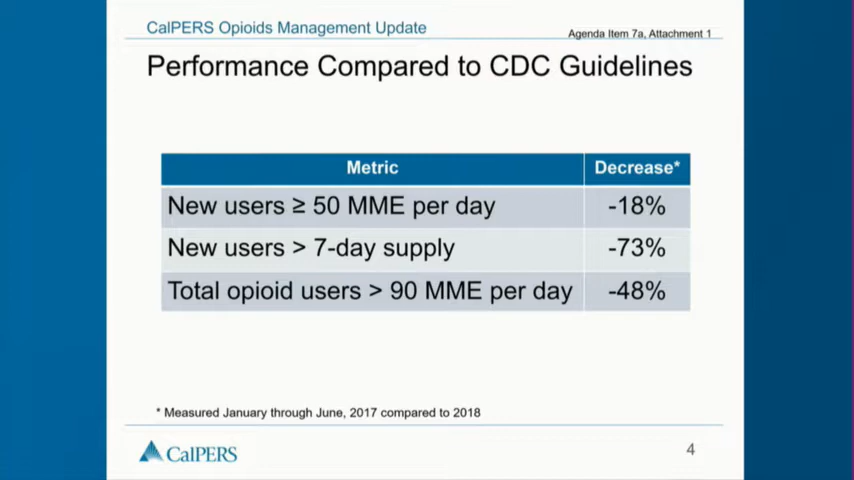 CalPERS Opioids Management Update
Agenda Item 7a, Attachment 1
Performance Compared to CDC Guidelines
Metric Decrease*
New users ≥ 50 MME per day -18%
New users > 7-day supply -73%
Total opioid users > 90 MME per day -48%
* Measured January through June, 2017 compared to 2018
CalPERS
4